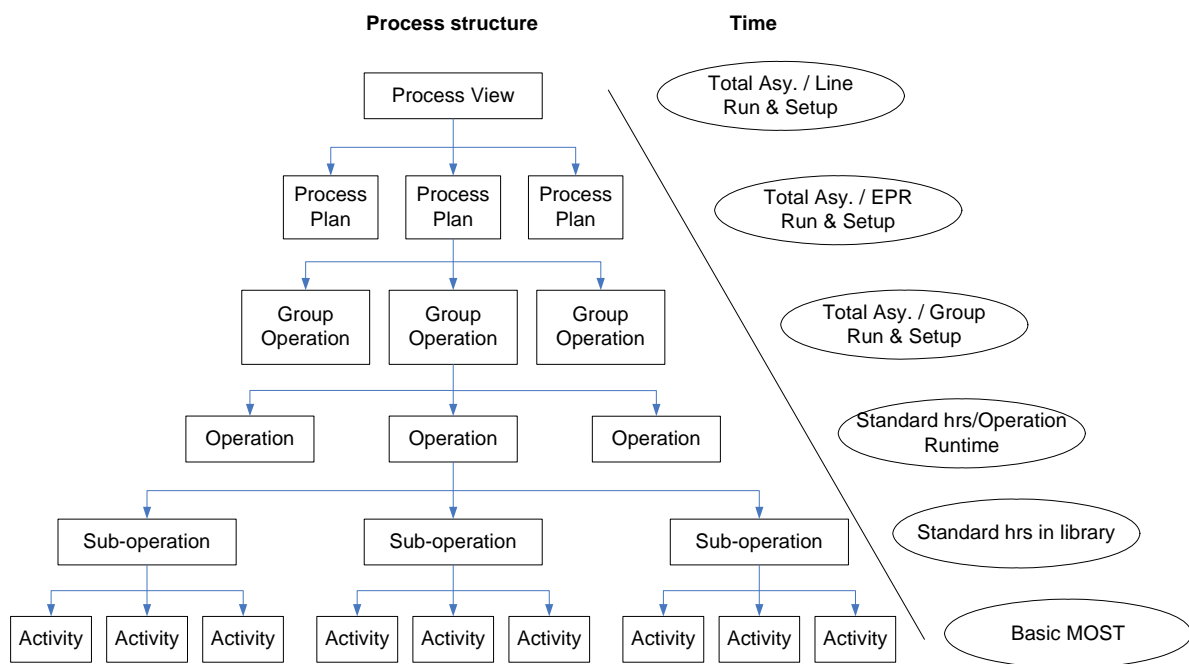 Process structure
Time
Process View
Total Asy. / Line
Run & Setup
Process
Plan
Process
Plan
Process
Plan
Total Asy. / EPR
Run & Setup
Group
Operation
Group
Operation
Group
Operation
Total Asy. / Group
Run & Setup
Operation
Operation
Operation
Standard hrs/Operation
Runtime
Sub-operation
Sub-operation
Sub-operation
Standard hrs in library
Activity
Activity
Activity
Activity
Activity
Activity
Activity
Activity
Activity
Basic MOST